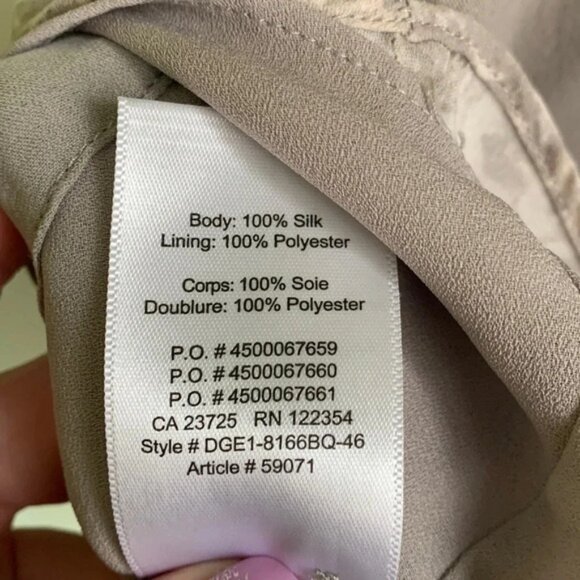 Body: 100% Silk
Lining: 100% Polyester
Corps: 100% Soie
Doublure: 100% Polyester
P.O. # 4500067659
P.O. # 4500067660
P.O. # 4500067661
CA 23725 RN 122354
Style # DGE1-8166BQ-46
Article # 59071